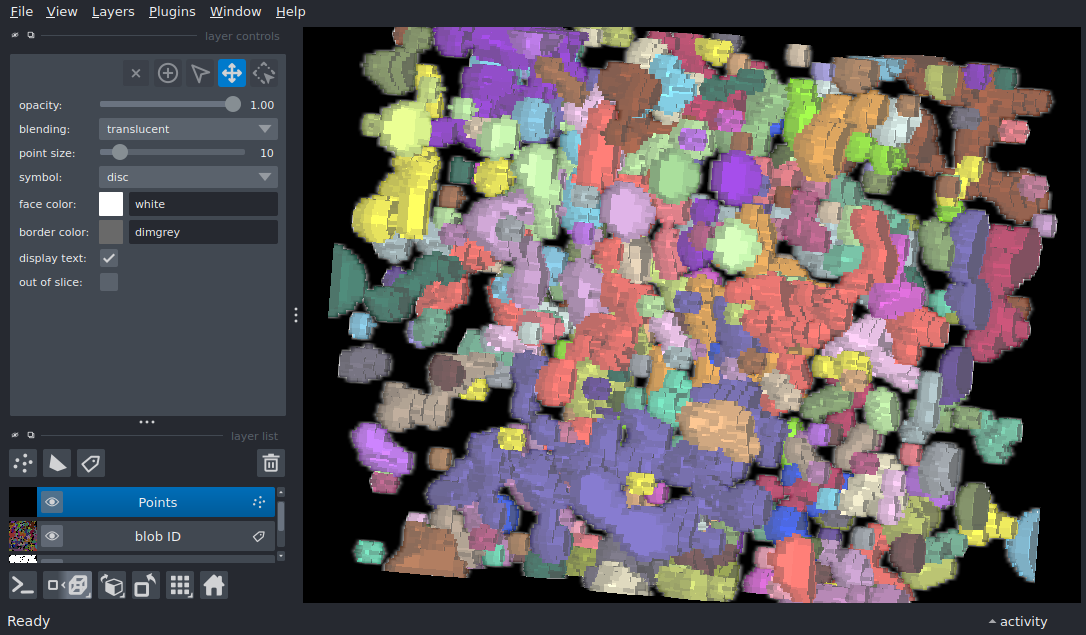 File View Layers Plugins Window Help
layer controls
opacity: 1.00
blending: translucent
point size: 10
symbol: disc
face color: white
border color: dimgrey
display text:
out of slice:
layer list
Points
blob ID
Ready activity